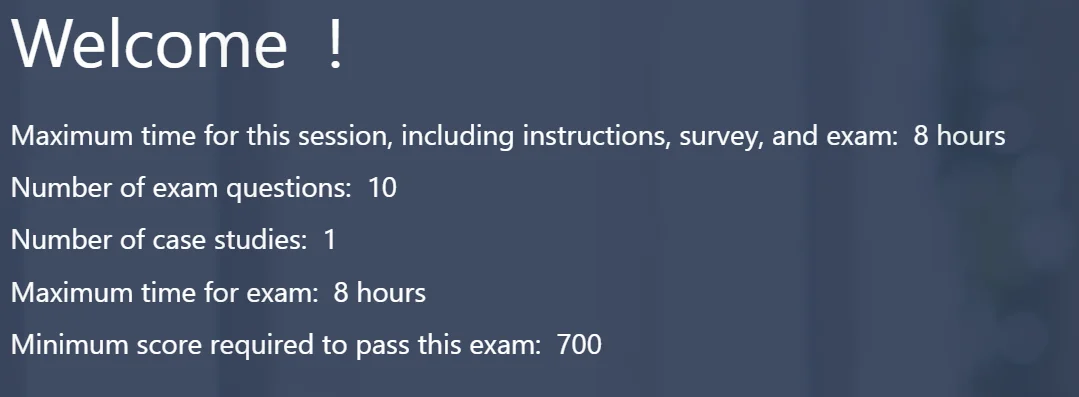 Welcome !
Maximum time for this session, including instructions, survey, and exam: 8 hours
Number of exam questions: 10
Number of case studies: 1
Maximum time for exam: 8 hours
Minimum score required to pass this exam: 700